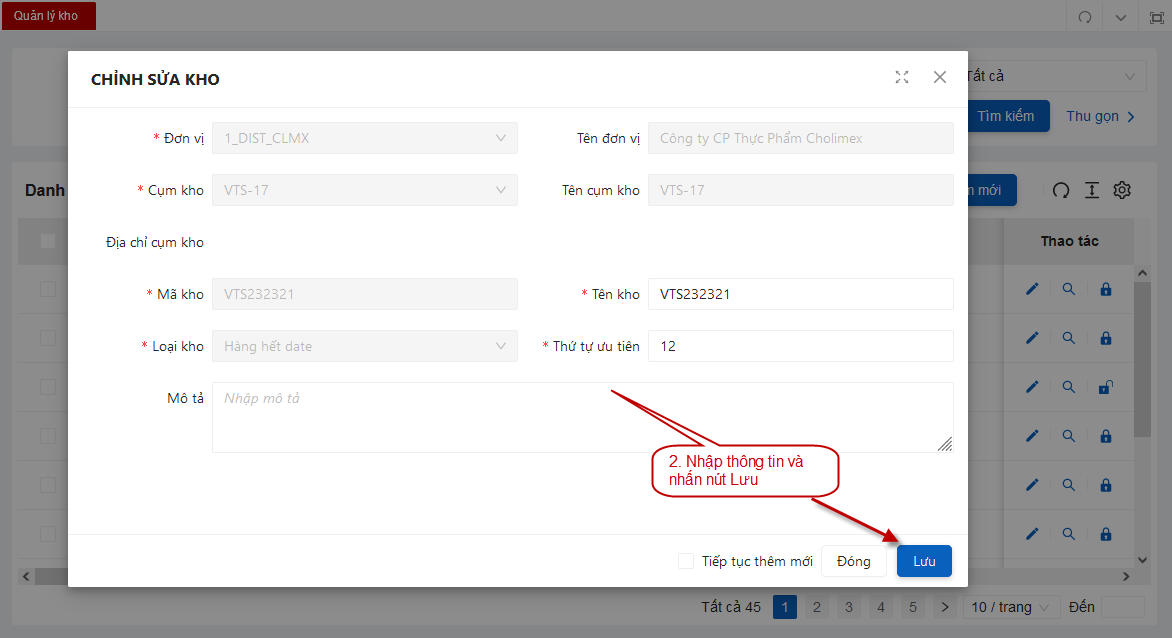 Quản lý kho
CHỈNH SỬA KHO
Tất cả
Tìm kiếm
Thu gọn
* Đơn vị 1_DIST_CLMX
Tên đơn vị Công ty CP Thực Phẩm Cholimex
* Cụm kho VTS-17
Tên cụm kho VTS-17
Danh
mới
Địa chỉ cụm kho
Thao tác
* Mã kho VTS232321
* Tên kho VTS232321
* Loại kho Hàng hết date
* Thứ tự ưu tiên 12
Mô tả Nhập mô tả
2. Nhập thông tin và
nhấn nút Lưu
Tiếp tục thêm mới Đóng Lưu
Tất cả 45 1 2 3 4 5 10 / trang Đến